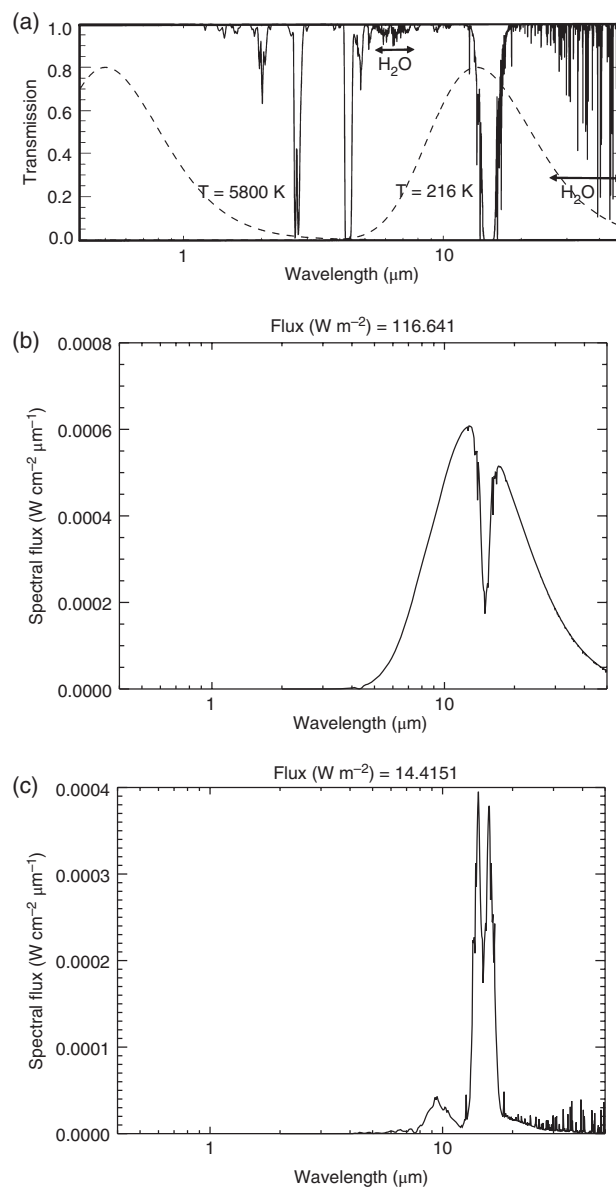 (a)
1.0
0.8
0.6
0.4
0.2
0.0
Transmission
H₂O
T = 5800 K
T = 216 K
H₂O
1
10
Wavelength (μm)
(b)
Flux (W m⁻²) = 116.641
0.0008
0.0006
0.0004
0.0002
0.0000
Spectral flux (W cm⁻² μm⁻¹)
1
10
Wavelength (μm)
(c)
Flux (W m⁻²) = 14.4151
0.0004
0.0003
0.0002
0.0001
0.0000
Spectral flux (W cm⁻² μm⁻¹)
1
10
Wavelength (μm)